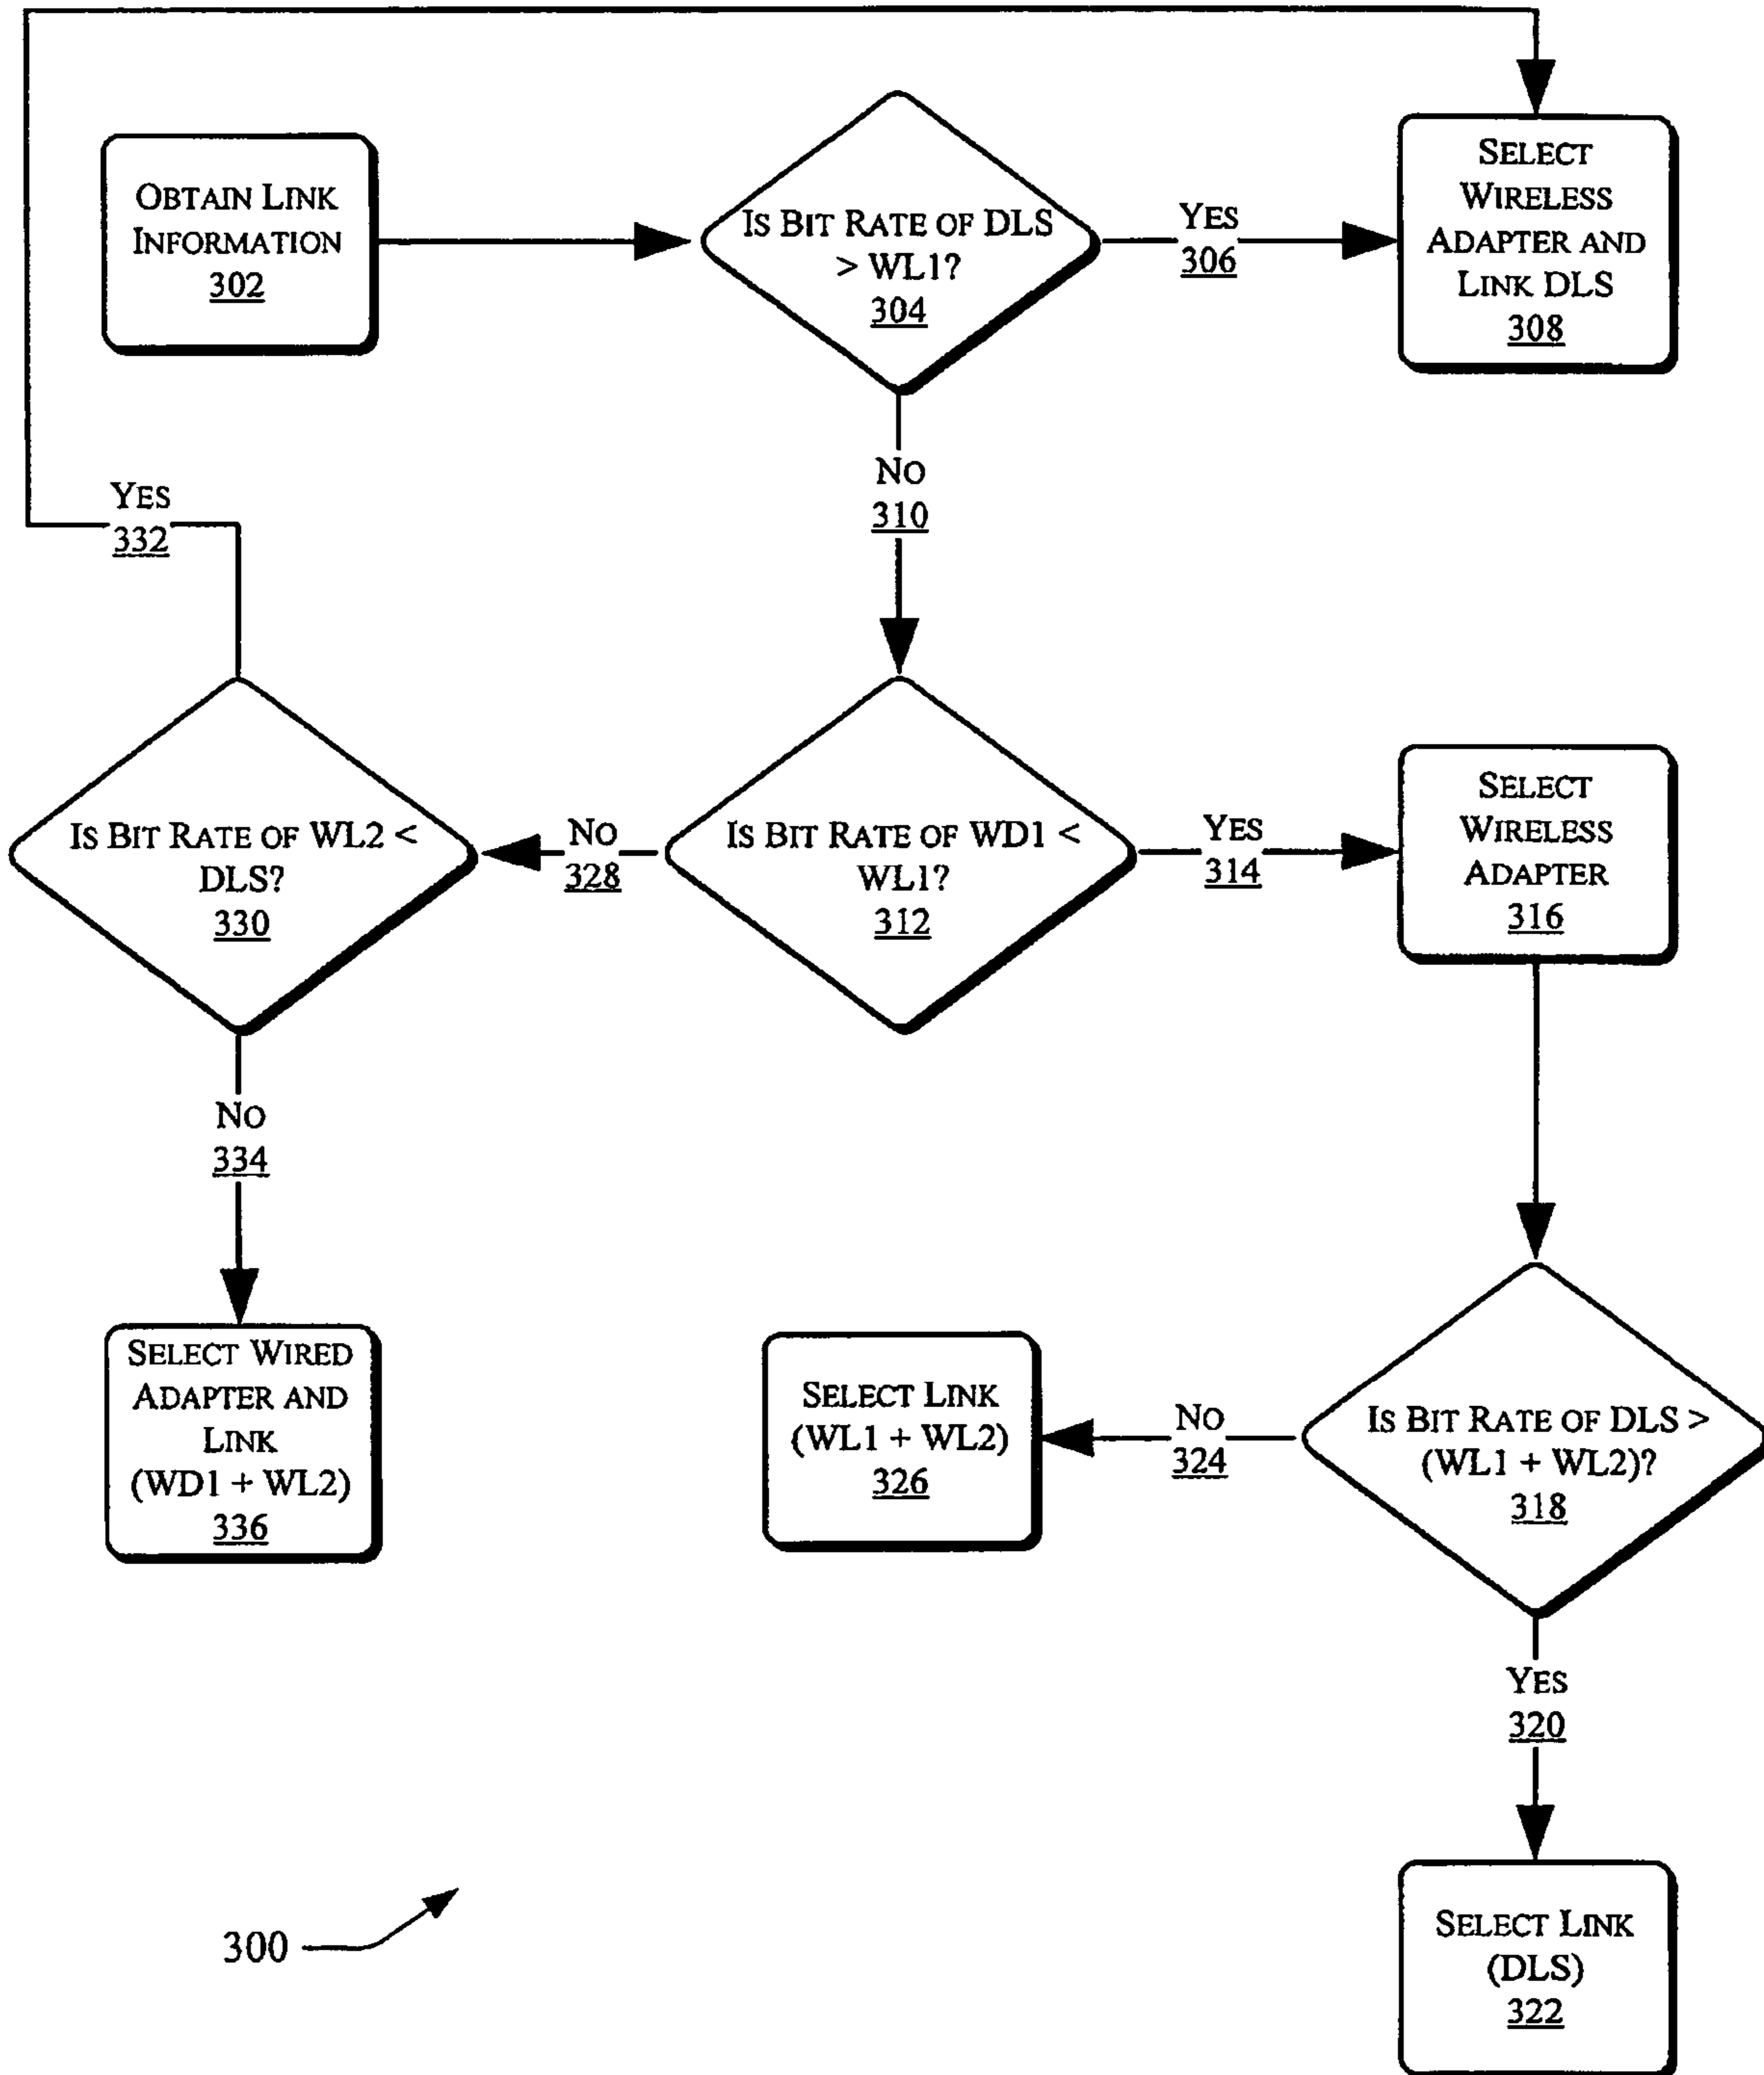 OBTAIN LINK
INFORMATION
302
IS BIT RATE OF DLS
> WL1?
304
YES
306
SELECT
WIRELESS
ADAPTER AND
LINK DLS
308
NO
310
YES
332
IS BIT RATE OF WL2 <
DLS?
330
NO
328
IS BIT RATE OF WD1 <
WL1?
312
YES
314
SELECT
WIRELESS
ADAPTER
316
NO
334
SELECT WIRED
ADAPTER AND
LINK
(WD1 + WL2)
336
SELECT LINK
(WL1 + WL2)
326
NO
324
IS BIT RATE OF DLS >
(WL1 + WL2)?
318
YES
320
SELECT LINK
(DLS)
322
300